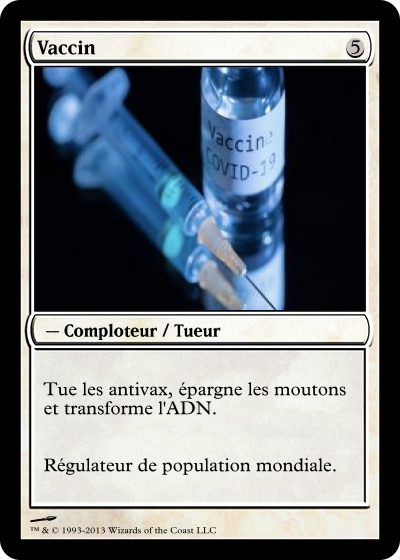 Vaccin 5
Vaccine
COVID-19
— Comploteur / Tueur
Tue les antivax, épargne les moutons
et transforme l'ADN.
Régulateur de population mondiale.
™ & © 1993-2013 Wizards of the Coast LLC